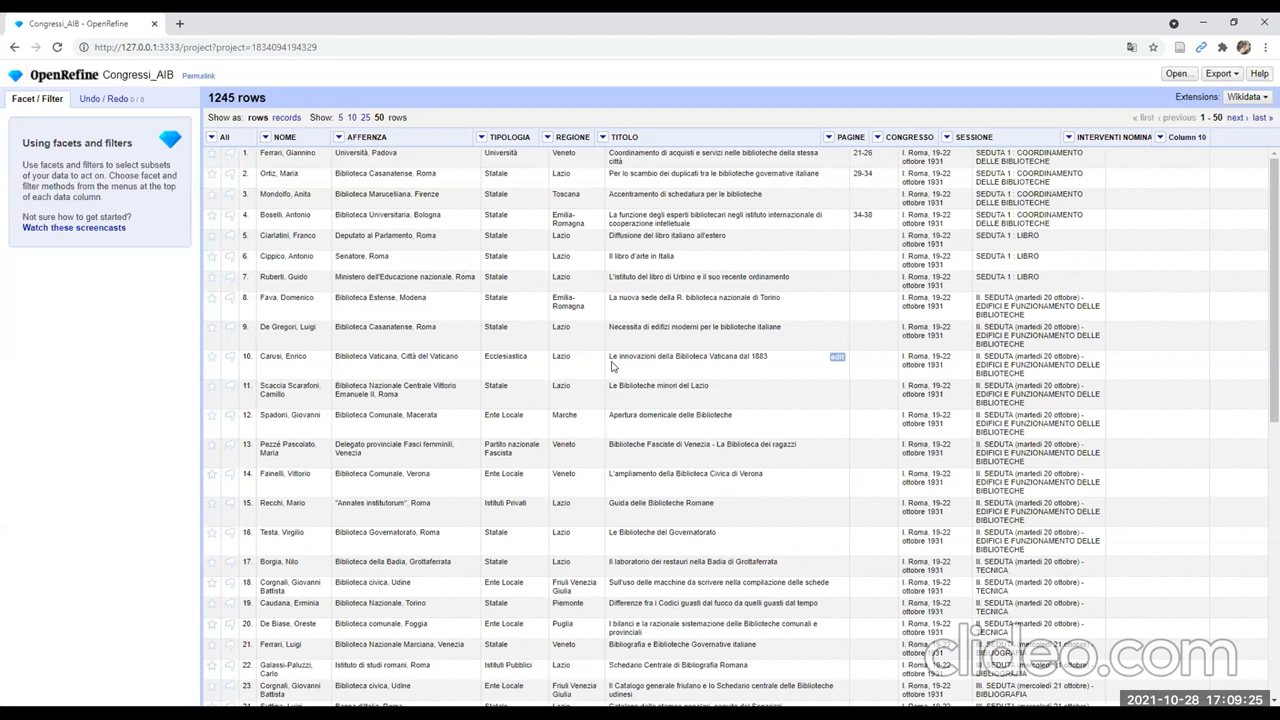 Congressi_AIB - OpenRefine
http://127.0.0.1:3333/project?project=1834094194329
OpenRefine Congressi_AIB Permalink
Open... Export Help
Facet / Filter Undo / Redo 0 / 0
1245 rows
Extensions: Wikidata
Show as: rows records Show: 5 10 25 50 rows
« first ‹ previous 1 - 50 next › last »
Using facets and filters
Use facets and filters to select subsets
of your data to act on. Choose facet and
filter methods from the menus at the top
of each data column.
Not sure how to get started?
Watch these screencasts
All NOME AFFERNZA TIPOLOGIA REGIONE TITOLO PAGINE CONGRESSO SESSIONE INTERVENTI NOMINA Column 10
1. Ferrari, Giannino Università, Padova Università Veneto Coordinamento di acquisti e servizi nelle biblioteche della stessa 21-26 I. Roma, 19-22 SEDUTA 1 : COORDINAMENTO
città ottobre 1931 DELLE BIBLIOTECHE
2. Ortiz, Maria Biblioteca Casanatense, Roma Statale Lazio Per lo scambio dei duplicati tra le biblioteche governative italiane 29-34 I. Roma, 19-22 SEDUTA 1 : COORDINAMENTO
ottobre 1931 DELLE BIBLIOTECHE
3. Mondolfo, Anita Biblioteca Marucelliana, Firenze Statale Toscana Accentramento di schedatura per le biblioteche I. Roma, 19-22 SEDUTA 1 : COORDINAMENTO
ottobre 1931 DELLE BIBLIOTECHE
4. Boselli, Antonio Biblioteca Universitaria, Bologna Statale Emilia- La funzione degli esperti bibliotecari negli istituto internazionale di 34-38 I. Roma, 19-22 SEDUTA 1 : COORDINAMENTO
Romagna cooperazione intelletuale ottobre 1931 DELLE BIBLIOTECHE
5. Ciarlatini, Franco Deputato al Parlamento, Roma Statale Lazio Diffusione del libro italiano all'estero I. Roma, 19-22 SEDUTA 1 : LIBRO
ottobre 1931
6. Cippico, Antonio Senatore, Roma Statale Lazio Il libro d'arte in Italia I. Roma, 19-22 SEDUTA 1 : LIBRO
ottobre 1931
7. Ruberti, Guido Ministero dell'Educazione nazionale, Roma Statale Lazio L'istituto del libro di Urbino e il suo recente ordinamento I. Roma, 19-22 SEDUTA 1 : LIBRO
ottobre 1931
8. Fava, Domenico Biblioteca Estense, Modena Statale Emilia- La nuova sede della R. biblioteca nazionale di Torino I. Roma, 19-22 II. SEDUTA (martedì 20 ottobre) -
Romagna ottobre 1931 EDIFICI E FUNZIONAMENTO DELLE
BIBLIOTECHE
9. De Gregori, Luigi Biblioteca Casanatense, Roma Statale Lazio Necessita di edifizi moderni per le biblioteche italiane I. Roma, 19-22 II. SEDUTA (martedì 20 ottobre) -
ottobre 1931 EDIFICI E FUNZIONAMENTO DELLE
BIBLIOTECHE
10. Carusi, Enrico Biblioteca Vaticana, Città del Vaticano Ecclesiastica Lazio Le innovazioni della Biblioteca Vaticana dal 1883 edit I. Roma, 19-22 II. SEDUTA (martedì 20 ottobre) -
ottobre 1931 EDIFICI E FUNZIONAMENTO DELLE
BIBLIOTECHE
11. Scaccia Scarafoni, Biblioteca Nazionale Centrale Vittorio Statale Lazio Le Biblioteche minori del Lazio I. Roma, 19-22 II. SEDUTA (martedì 20 ottobre) -
Camillo Emanuele II, Roma ottobre 1931 EDIFICI E FUNZIONAMENTO DELLE
BIBLIOTECHE
12. Spadoni, Giovanni Biblioteca Comunale, Macerata Ente Locale Marche Apertura domenicale delle Biblioteche I. Roma, 19-22 II. SEDUTA (martedì 20 ottobre) -
ottobre 1931 EDIFICI E FUNZIONAMENTO DELLE
BIBLIOTECHE
13. Pezzé Pascolato, Delegato provinciale Fasci femminili, Partito nazionale Veneto Biblioteche Fasciste di Venezia - La Biblioteca dei ragazzi I. Roma, 19-22 II. SEDUTA (martedì 20 ottobre) -
Maria Venezia Fascista ottobre 1931 EDIFICI E FUNZIONAMENTO DELLE
BIBLIOTECHE
14. Fainelli, Vittorio Biblioteca Comunale, Verona Ente Locale Veneto L'ampliamento della Biblioteca Civica di Verona I. Roma, 19-22 II. SEDUTA (martedì 20 ottobre) -
ottobre 1931 EDIFICI E FUNZIONAMENTO DELLE
BIBLIOTECHE
15. Recchi, Mario "Annales institutorum", Roma Istituti Privati Lazio Guida delle Biblioteche Romane I. Roma, 19-22 II. SEDUTA (martedì 20 ottobre) -
ottobre 1931 EDIFICI E FUNZIONAMENTO DELLE
BIBLIOTECHE
16. Testa, Virgilio Biblioteca Governatorato, Roma Statale Lazio Le Biblioteche del Governatorato I. Roma, 19-22 II. SEDUTA (martedì 20 ottobre) -
ottobre 1931 EDIFICI E FUNZIONAMENTO DELLE
BIBLIOTECHE
17. Borgia, Nilo Biblioteca della Badia, Grottaferrata Statale Lazio Il laboratorio dei restauri nella Badia di Grottaferrata I. Roma, 19-22 II. SEDUTA (martedì 20 ottobre) -
ottobre 1931 TECNICA
18. Corgnali, Giovanni Biblioteca civica, Udine Ente Locale Friuli Venezia Sull'uso delle macchine da scrivere nella compilazione delle schede I. Roma, 19-22 II. SEDUTA (martedì 20 ottobre) -
Battista Giulia ottobre 1931 TECNICA
19. Caudana, Erminia Biblioteca Nazionale, Torino Statale Piemonte Differenze fra i Codici guasti dal fuoco da quelli guasti dal tempo I. Roma, 19-22 II. SEDUTA (martedì 20 ottobre) -
ottobre 1931 TECNICA
20. De Biase, Oreste Biblioteca comunale, Foggia Ente Locale Puglia I bilanci e la razionale sistemazione delle Biblioteche comunali e I. Roma, 19-22 II. SEDUTA (martedì 20 ottobre) -
provinciali ottobre 1931 TECNICA
21. Ferrari, Luigi Biblioteca Nazionale Marciana, Venezia Statale Veneto Bibliografia e Biblioteche Governative italiane I. Roma, 19-22 III. SEDUTA (mercoledì 21 ottobre) -
ottobre 1931 BIBLIOGRAFIA
22. Galassi-Paluzzi, Istituto di studi romani, Roma Istituti Pubblici Lazio Schedario Centrale di Bibliografia Romana I. Roma, 19-22 III. SEDUTA (mercoledì 21 ottobre) -
Carlo ottobre 1931 BIBLIOGRAFIA
23. Corgnali, Giovanni Biblioteca civica, Udine Ente Locale Friuli Venezia Il Catalogo generale friulano e lo Schedario centrale delle Biblioteche I. Roma, 19-22 III. SEDUTA (mercoledì 21 ottobre) -
Battista Giulia udinesi ottobre 1931 BIBLIOGRAFIA
clideo.com
2021-10-28 17:09:25